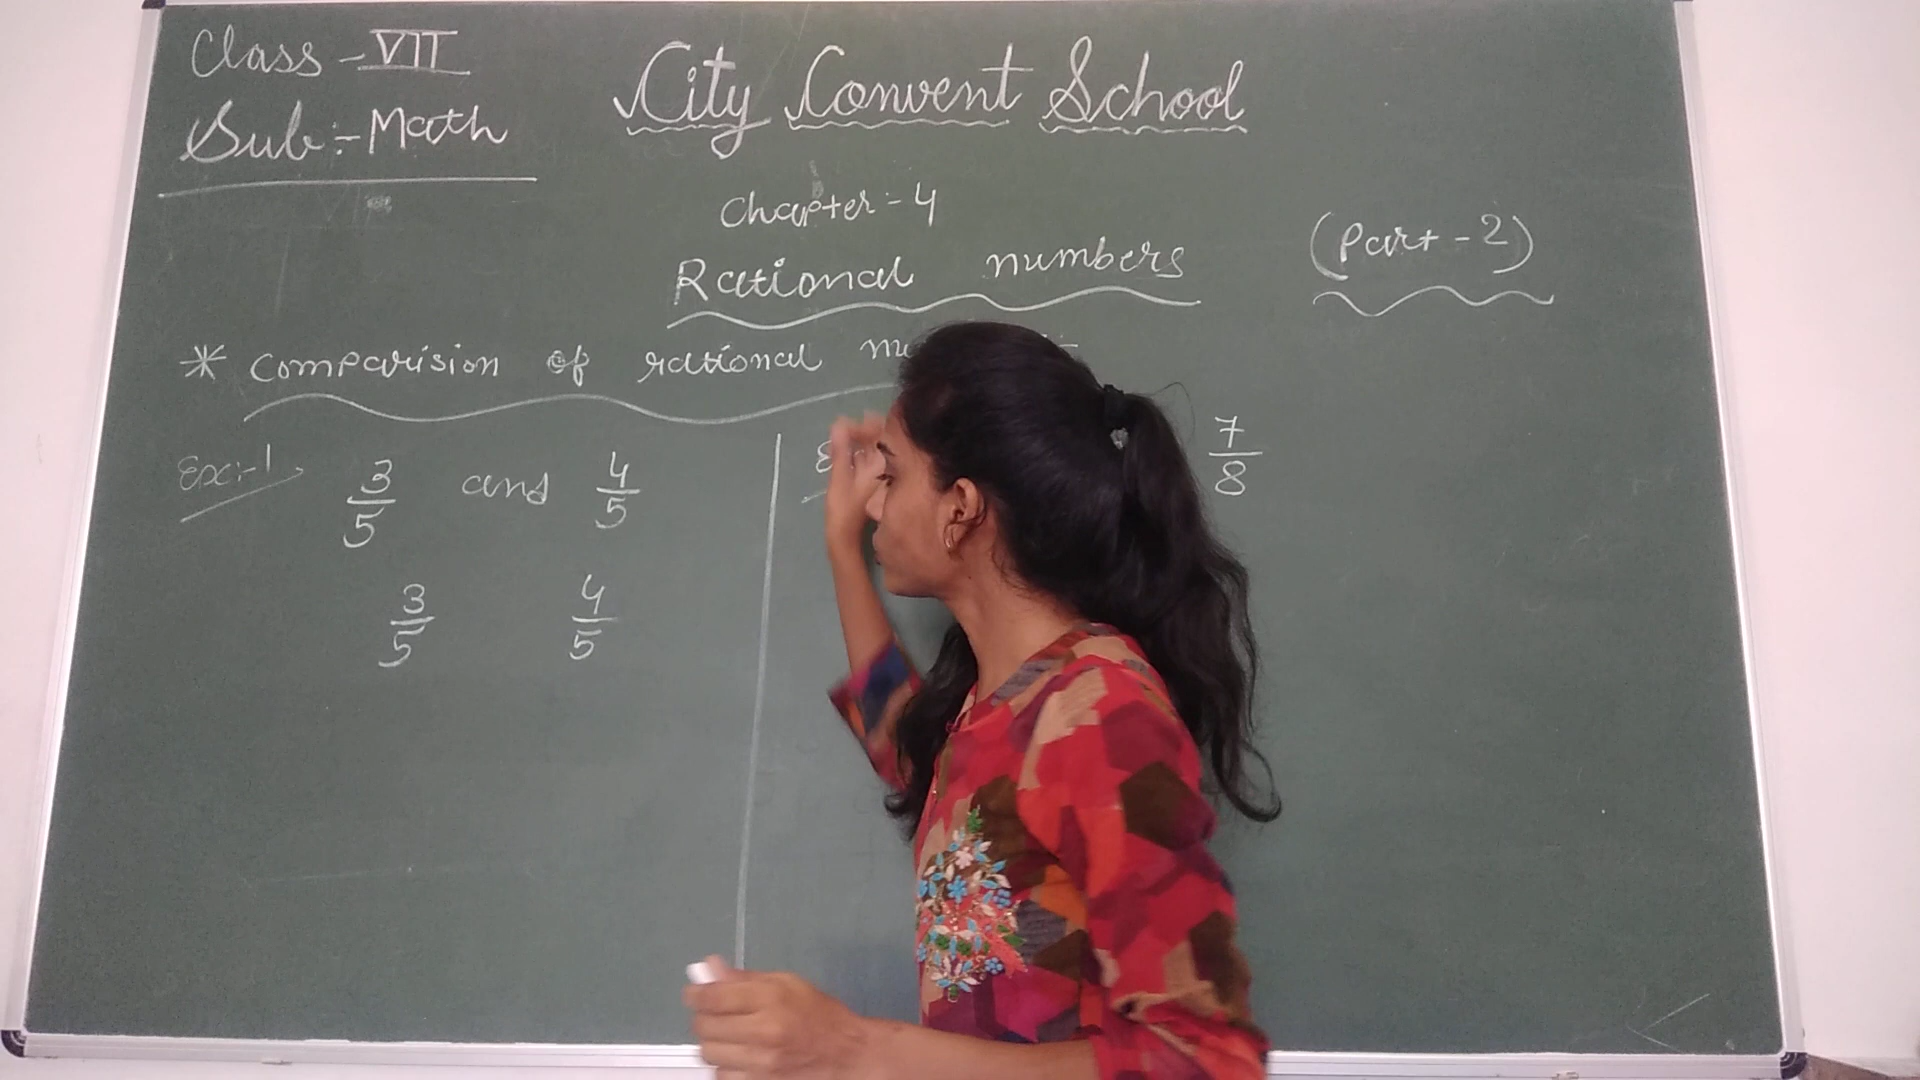 Class - VII
Sub:- Math
City Convent School
Chapter - 4
Rational numbers
(Part - 2)
* comparision of rational
Ex:-1 3/5 and 4/5
7/8
3/5 4/5